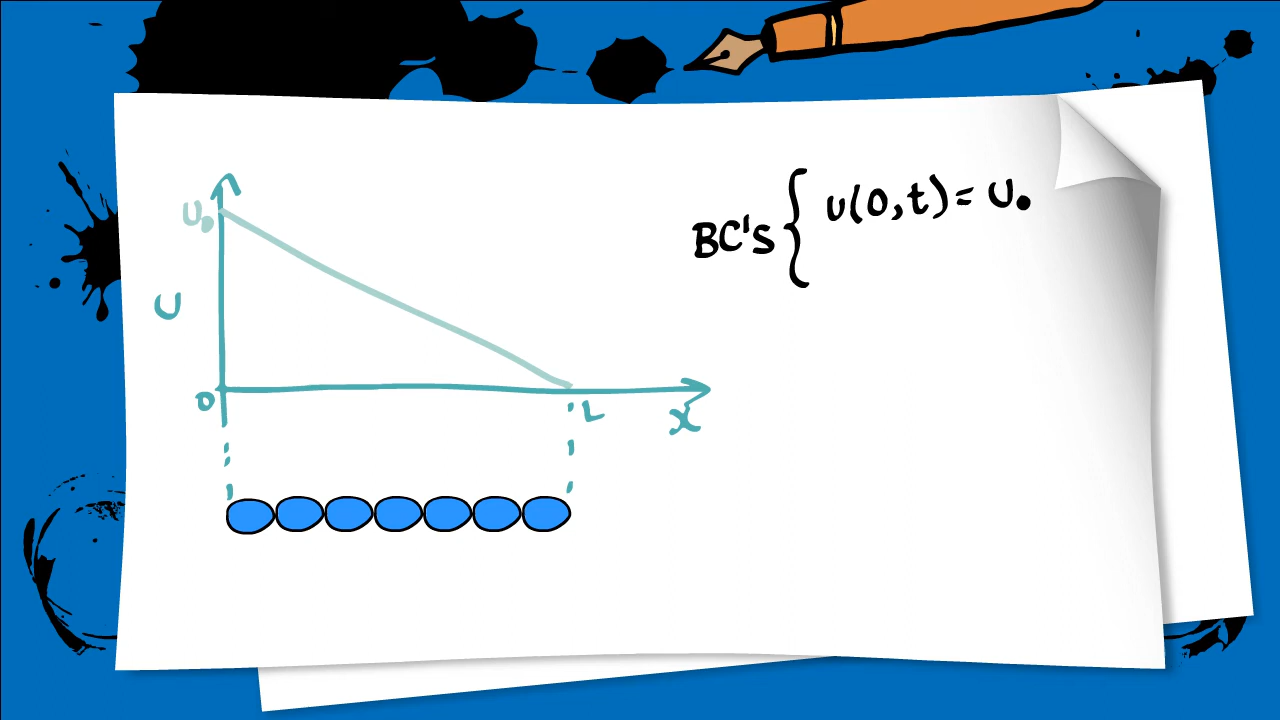 U₀
U
0
L
x
BC's { u(0,t) = U₀